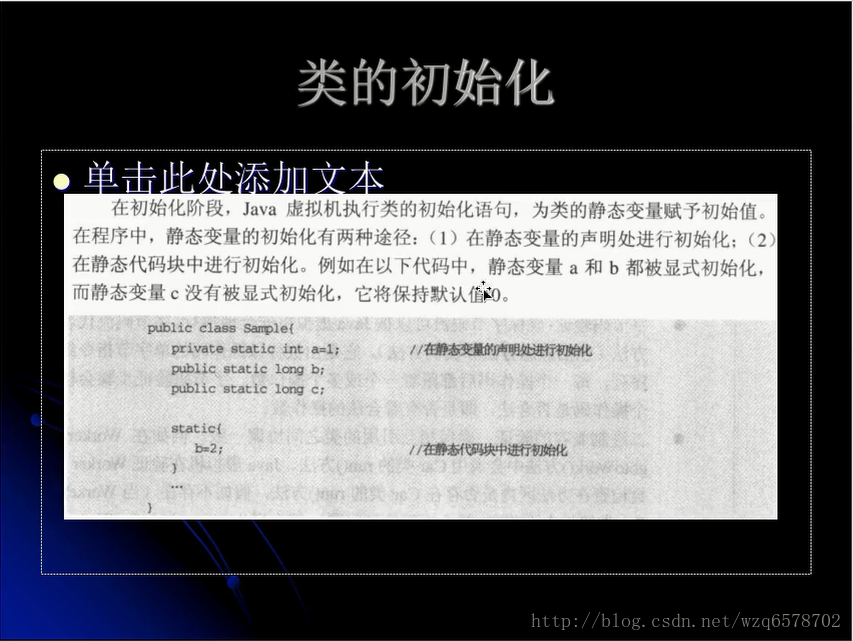 类的初始化
单击此处添加文本
在初始化阶段，Java 虚拟机执行类的初始化语句，为类的静态变量赋予初始值。
在程序中，静态变量的初始化有两种途径：（1）在静态变量的声明处进行初始化；（2）
在静态代码块中进行初始化。例如在以下代码中，静态变量 a 和 b 都被显式初始化，
而静态变量 c 没有被显式初始化，它将保持默认值 0。
public class Sample{
private static int a=1; //在静态变量的声明处进行初始化
public static long b;
public static long c;
static{
b=2; //在静态代码块中进行初始化
}
...
}
http://blog.csdn.net/wzq6578702